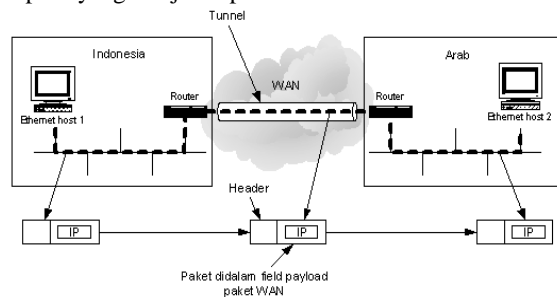 Tunnel
Indonesia
Arab
WAN
Router
Router
Ethernet host 1
Ethernet host 2
Header
IP
IP
IP
Paket didalam field payload
paket WAN